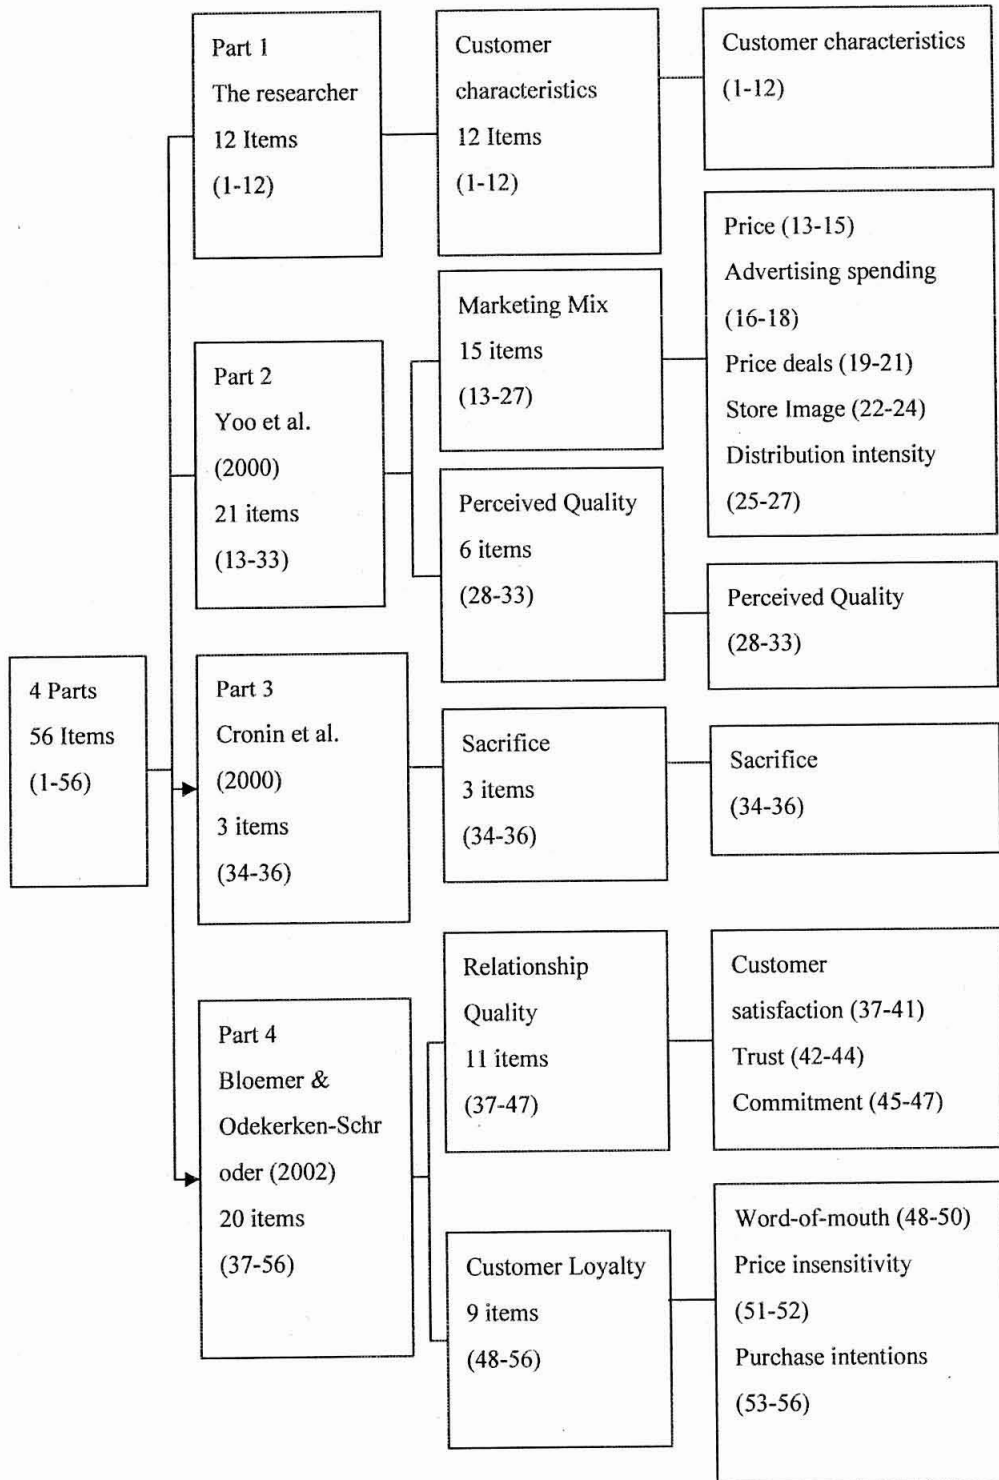 Part 1
The researcher
12 Items
(1-12)
Customer
characteristics
12 Items
(1-12)
Customer characteristics
(1-12)
Part 2
Yoo et al.
(2000)
21 items
(13-33)
Marketing Mix
15 items
(13-27)
Price (13-15)
Advertising spending
(16-18)
Price deals (19-21)
Store Image (22-24)
Distribution intensity
(25-27)
Perceived Quality
6 items
(28-33)
Perceived Quality
(28-33)
4 Parts
56 Items
(1-56)
Part 3
Cronin et al.
(2000)
3 items
(34-36)
Sacrifice
3 items
(34-36)
Sacrifice
(34-36)
Part 4
Bloemer &
Odekerken-Schr
oder (2002)
20 items
(37-56)
Relationship
Quality
11 items
(37-47)
Customer
satisfaction (37-41)
Trust (42-44)
Commitment (45-47)
Customer Loyalty
9 items
(48-56)
Word-of-mouth (48-50)
Price insensitivity
(51-52)
Purchase intentions
(53-56)